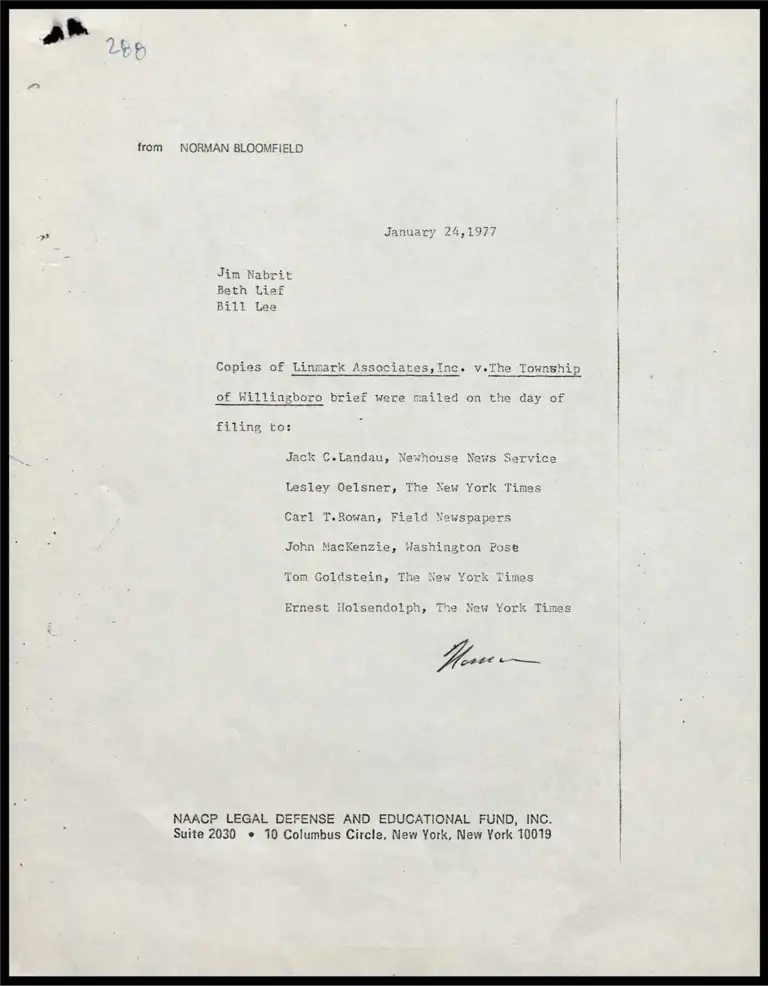 288
from NORMAN BLOOMFIELD
January 24,1977
Jim Nabrit
Beth Lief
Bill Lee
Copies of Linmark Associates,Inc. v.The Township
of Willingboro brief were mailed on the day of
filing to:
Jack C.Landau, Newhouse News Service
Lesley Oelsner, The New York Times
Carl T.Rowan, Field Newspapers
John MacKenzie, Washington Post
Tom Goldstein, The New York Times
Ernest Holsendolph, The New York Times
Norman
NAACP LEGAL DEFENSE AND EDUCATIONAL FUND, INC.
Suite 2030 • 10 Columbus Circle, New York, New York 10019